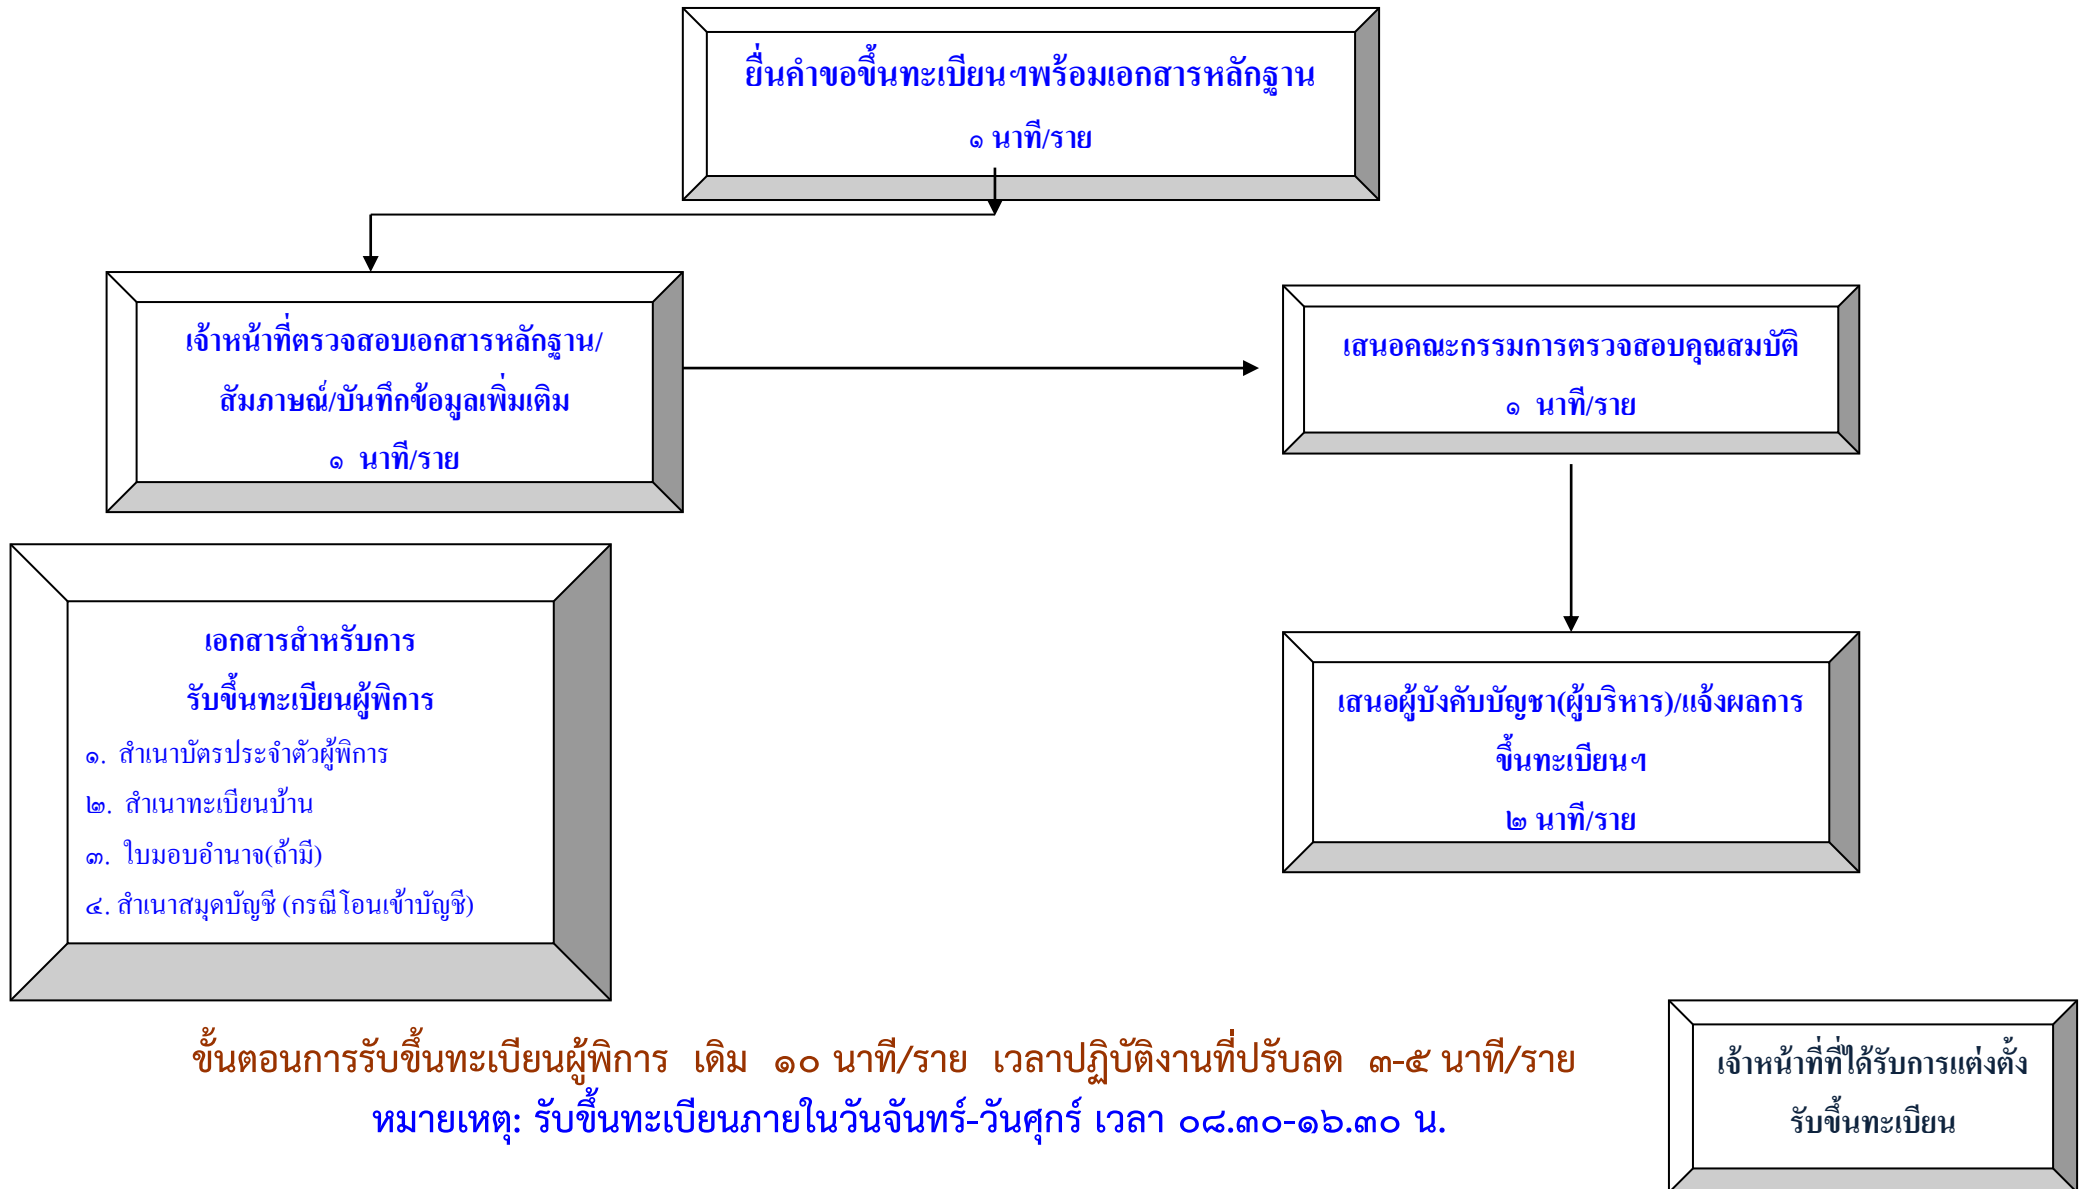 ยื่นคำขอขึ้นทะเบียนฯพร้อมเอกสารหลักฐาน
๑ นาที/ราย
เจ้าหน้าที่ตรวจสอบเอกสารหลักฐาน/
สัมภาษณ์/บันทึกข้อมูลเพิ่มเติม
๑ นาที/ราย
เสนอคณะกรรมการตรวจสอบคุณสมบัติ
๑ นาที/ราย
เอกสารสำหรับการ
รับขึ้นทะเบียนผู้พิการ
๑. สำเนาบัตรประจำตัวผู้พิการ
๒. สำเนาทะเบียนบ้าน
๓. ใบมอบอำนาจ(ถ้ามี)
๔. สำเนาสมุดบัญชี (กรณีโอนเข้าบัญชี)
เสนอผู้บังคับบัญชา(ผู้บริหาร)/แจ้งผลการ
ขึ้นทะเบียนฯ
๒ นาที/ราย
ขั้นตอนการรับขึ้นทะเบียนผู้พิการ เดิม ๑๐ นาที/ราย เวลาปฏิบัติงานที่ปรับลด ๓-๕ นาที/ราย
หมายเหตุ: รับขึ้นทะเบียนภายในวันจันทร์-วันศุกร์ เวลา ๐๘.๓๐-๑๖.๓๐ น.
เจ้าหน้าที่ที่ได้รับการแต่งตั้ง
รับขึ้นทะเบียน